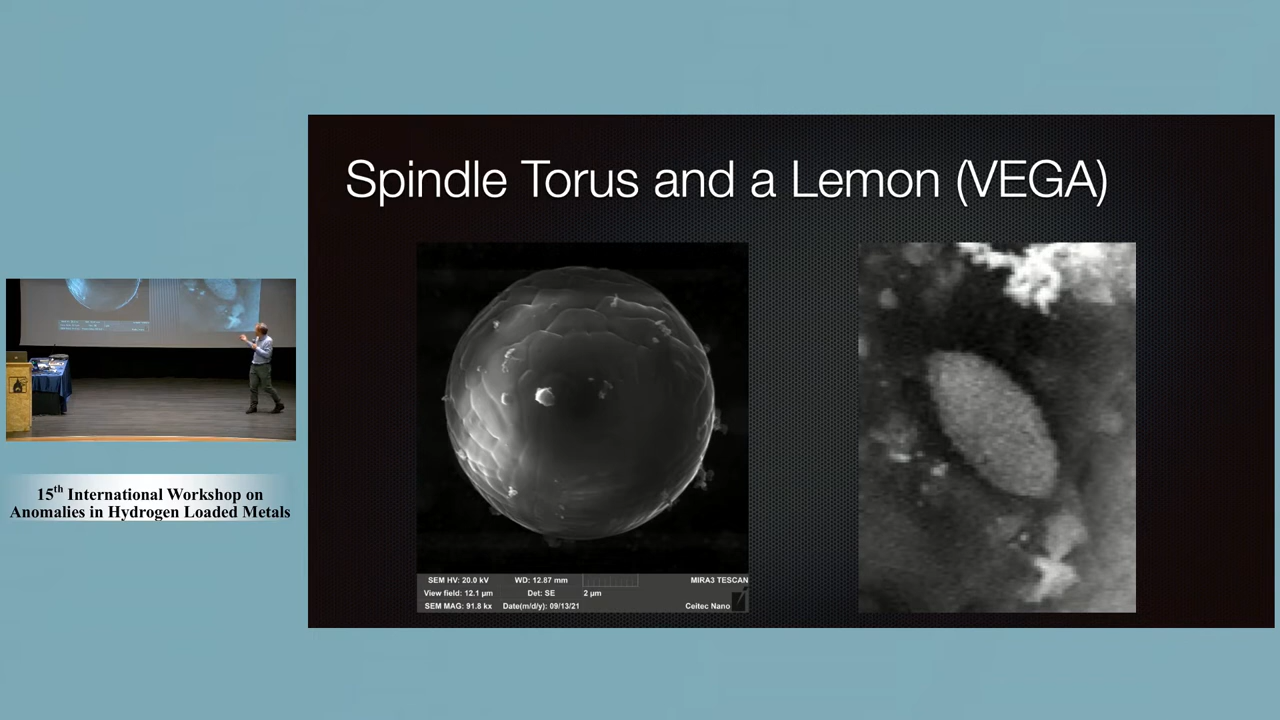 Spindle Torus and a Lemon (VEGA)
SEM HV: 20.0 kV WD: 12.87 mm MIRA3 TESCAN
View field: 12.1 µm Det: SE 2 µm
SEM MAG: 91.8 kx Date(m/d/y): 09/13/21 Ceitec Nano
15th International Workshop on
Anomalies in Hydrogen Loaded Metals